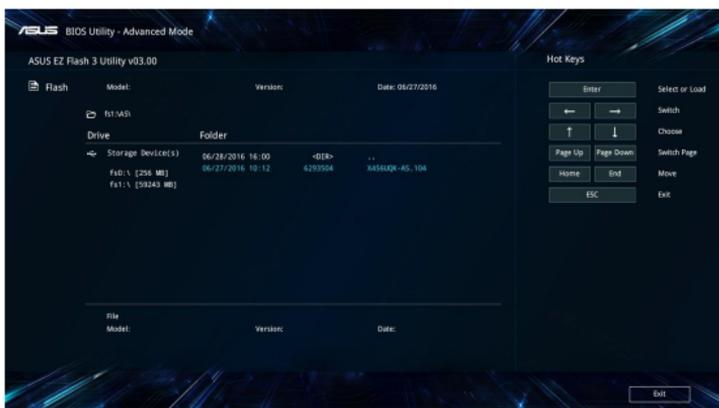 ASUS BIOS Utility - Advanced Mode
ASUS EZ Flash 3 Utility v03.00
Flash Model: Version: Date: 06/27/2016
fs1:\AS\
Drive Folder
Storage Device(s) 06/28/2016 16:00 <DIR> ..
06/27/2016 10:12 6293504 X456UQK-AS.104
fs0:\ [256 MB]
fs1:\ [59243 MB]
File
Model: Version: Date:
Hot Keys
Enter Select or Load
← → Switch
↑ ↓ Choose
Page Up Page Down Switch Page
Home End Move
ESC Exit
Exit